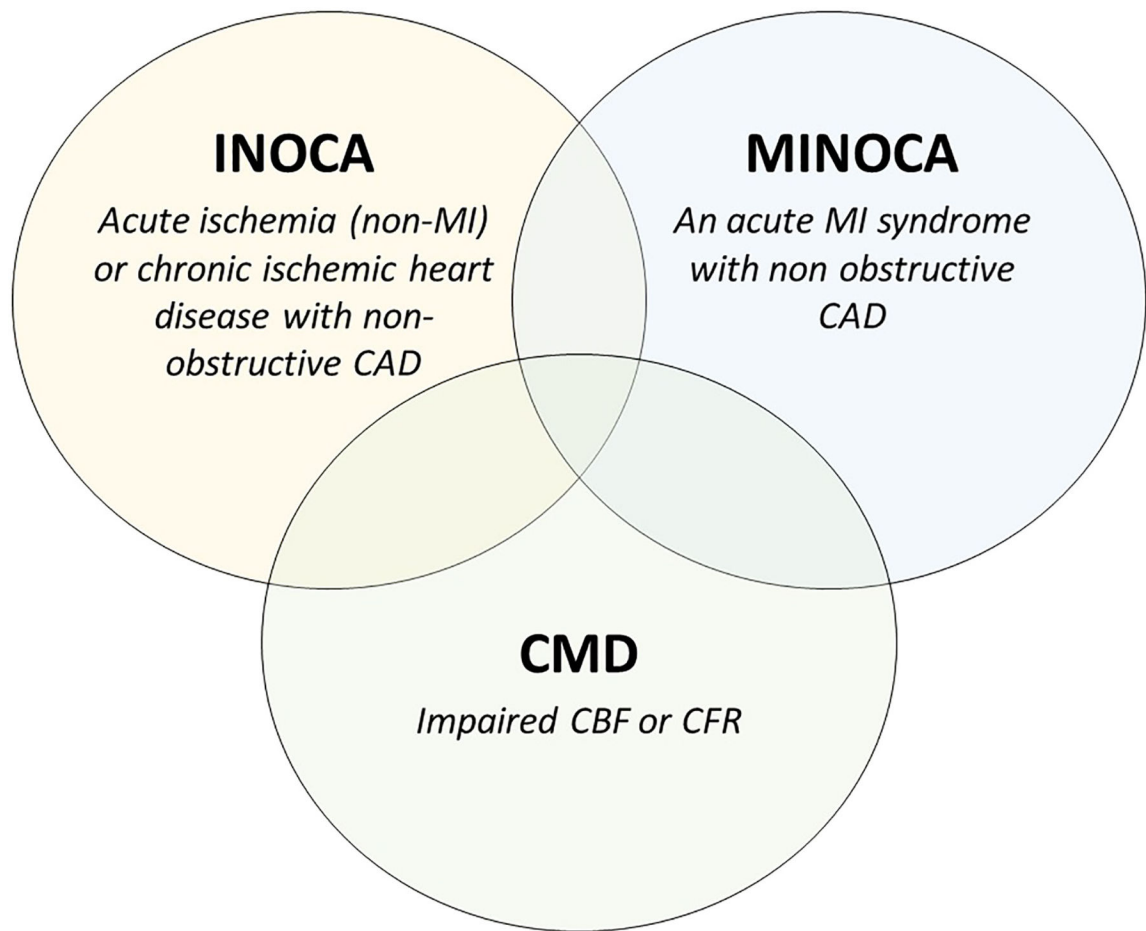 INOCA
Acute ischemia (non-MI)
or chronic ischemic heart
disease with non-
obstructive CAD
MINOCA
An acute MI syndrome
with non obstructive
CAD
CMD
Impaired CBF or CFR